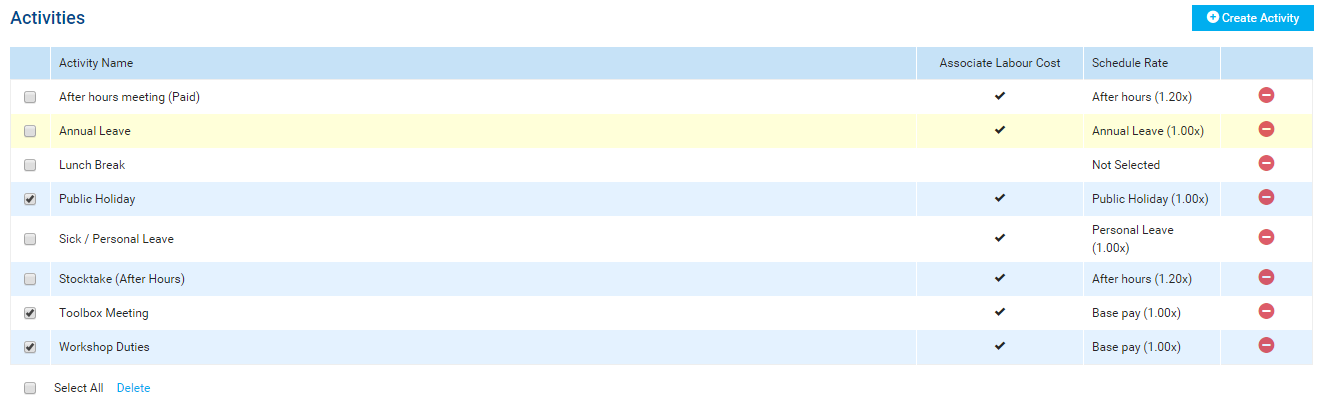 Activities
Create Activity
Activity Name Associate Labour Cost Schedule Rate
After hours meeting (Paid) After hours (1.20x)
Annual Leave Annual Leave (1.00x)
Lunch Break Not Selected
Public Holiday Public Holiday (1.00x)
Sick / Personal Leave Personal Leave
(1.00x)
Stocktake (After Hours) After hours (1.20x)
Toolbox Meeting Base pay (1.00x)
Workshop Duties Base pay (1.00x)
Select All Delete